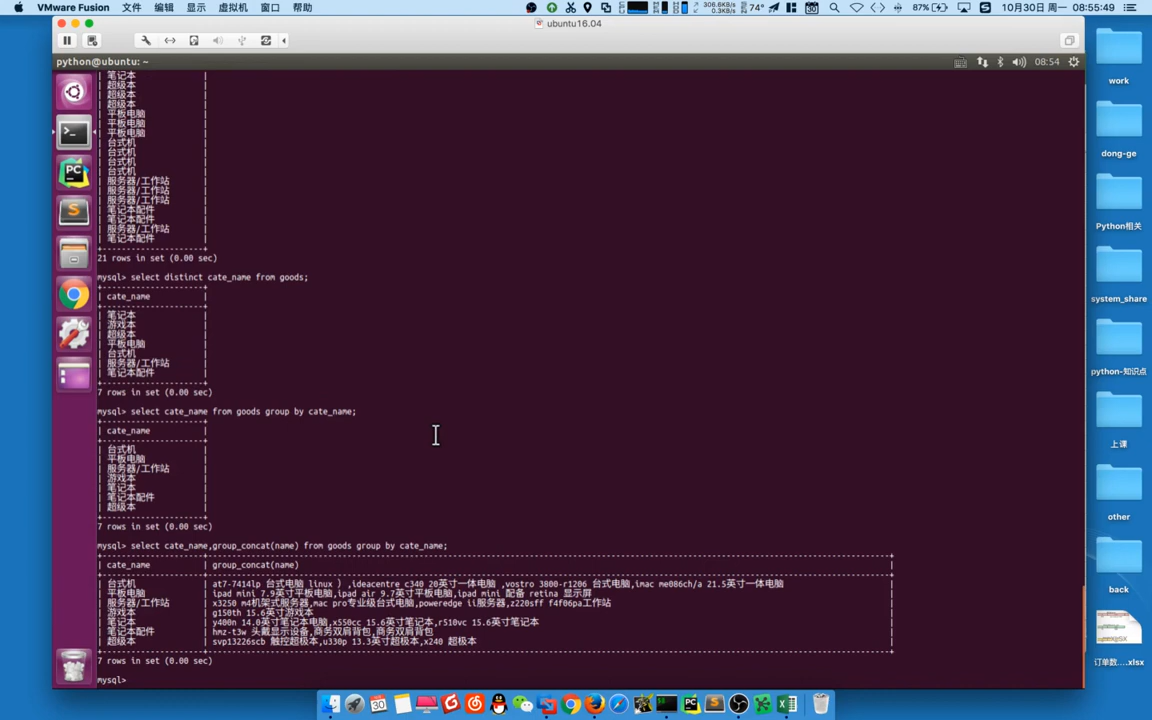 VMware Fusion 文件 编辑 显示 虚拟机 窗口 帮助 306.6KB/s 0.3KB/s 74° 87% 10月30日 周一 08:55:49
ubuntu16.04
python@ubuntu: ~ 08:54
| 笔记本 |
| 超级本 |
| 超级本 |
| 超级本 |
| 平板电脑 |
| 平板电脑 |
| 平板电脑 |
| 台式机 |
| 台式机 |
| 台式机 |
| 台式机 |
| 服务器/工作站 |
| 服务器/工作站 |
| 服务器/工作站 |
| 笔记本配件 |
| 笔记本配件 |
| 服务器/工作站 |
| 笔记本配件 |
21 rows in set (0.00 sec)
mysql> select distinct cate_name from goods;
| cate_name |
| 笔记本 |
| 游戏本 |
| 超级本 |
| 平板电脑 |
| 台式机 |
| 服务器/工作站 |
| 笔记本配件 |
7 rows in set (0.00 sec)
mysql> select cate_name from goods group by cate_name;
| cate_name |
| 台式机 |
| 平板电脑 |
| 服务器/工作站 |
| 游戏本 |
| 笔记本 |
| 笔记本配件 |
| 超级本 |
7 rows in set (0.00 sec)
mysql> select cate_name,group_concat(name) from goods group by cate_name;
| cate_name | group_concat(name) |
| 台式机 | at7-7414lp 台式电脑 linux ）,ideacentre c340 20英寸一体电脑 ,vostro 3800-r1206 台式电脑,imac me086ch/a 21.5英寸一体电脑 |
| 平板电脑 | ipad mini 7.9英寸平板电脑,ipad air 9.7英寸平板电脑,ipad mini 配备 retina 显示屏 |
| 服务器/工作站 | x3250 m4机架式服务器,mac pro专业级台式电脑,poweredge ii服务器,z220sff f4f06pa工作站 |
| 游戏本 | g150th 15.6英寸游戏本 |
| 笔记本 | y400n 14.0英寸笔记本电脑,x550cc 15.6英寸笔记本,r510vc 15.6英寸笔记本 |
| 笔记本配件 | hmz-t3w 头戴显示设备,商务双肩背包,商务双肩背包 |
| 超级本 | svp13226scb 触控超极本,u330p 13.3英寸超极本,x240 超极本 |
7 rows in set (0.00 sec)
mysql>
work
dong-ge
Python相关
system_share
python-知识点
上课
other
back
XLSX
订单数....xlsx
30